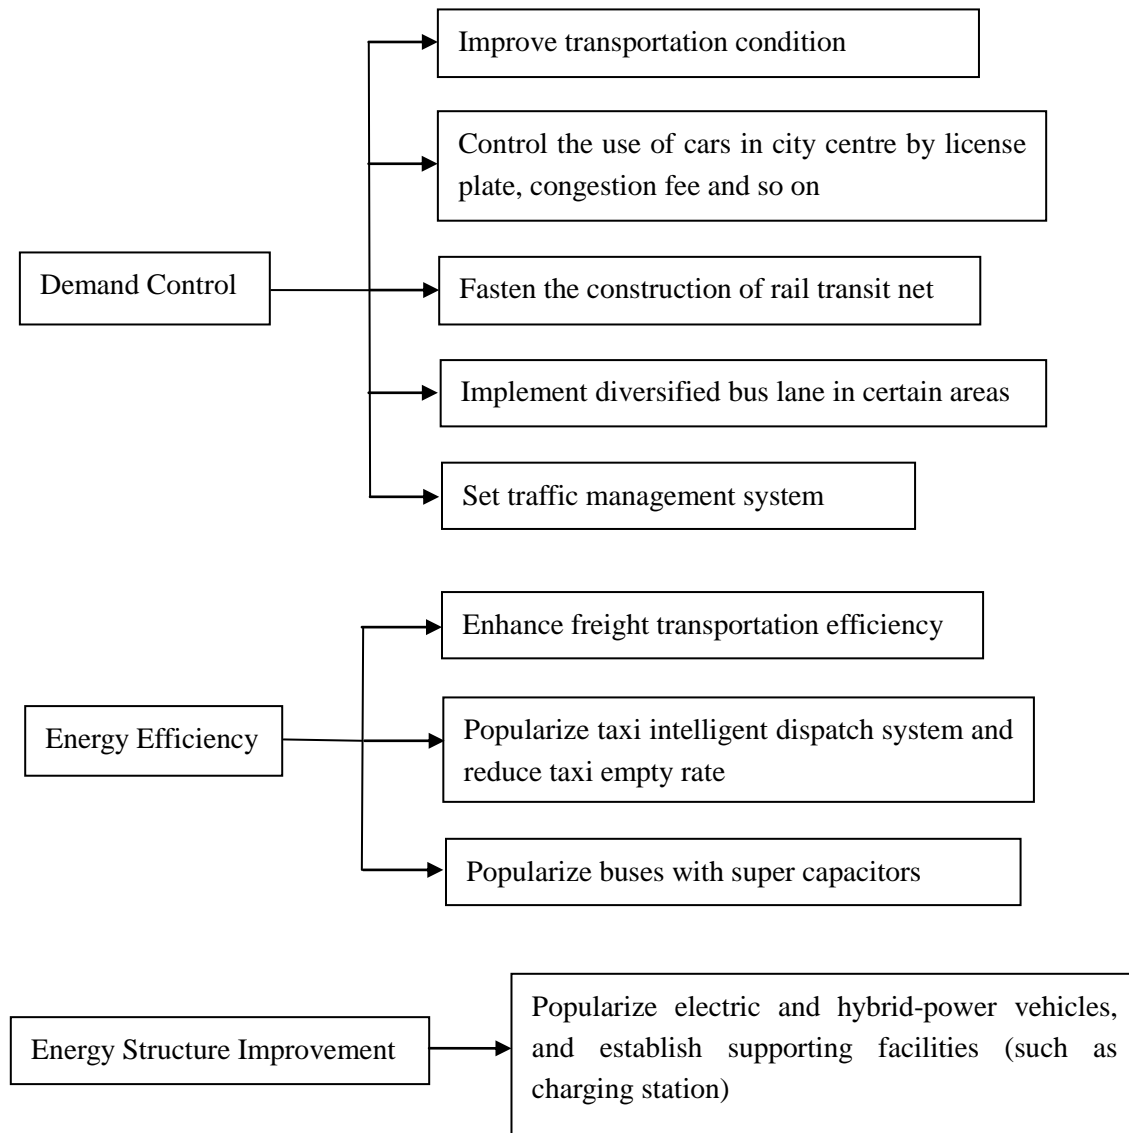 Improve transportation condition
Control the use of cars in city centre by license
plate, congestion fee and so on
Demand Control
Fasten the construction of rail transit net
Implement diversified bus lane in certain areas
Set traffic management system
Enhance freight transportation efficiency
Energy Efficiency
Popularize taxi intelligent dispatch system and
reduce taxi empty rate
Popularize buses with super capacitors
Energy Structure Improvement
Popularize electric and hybrid-power vehicles,
and establish supporting facilities (such as
charging station)